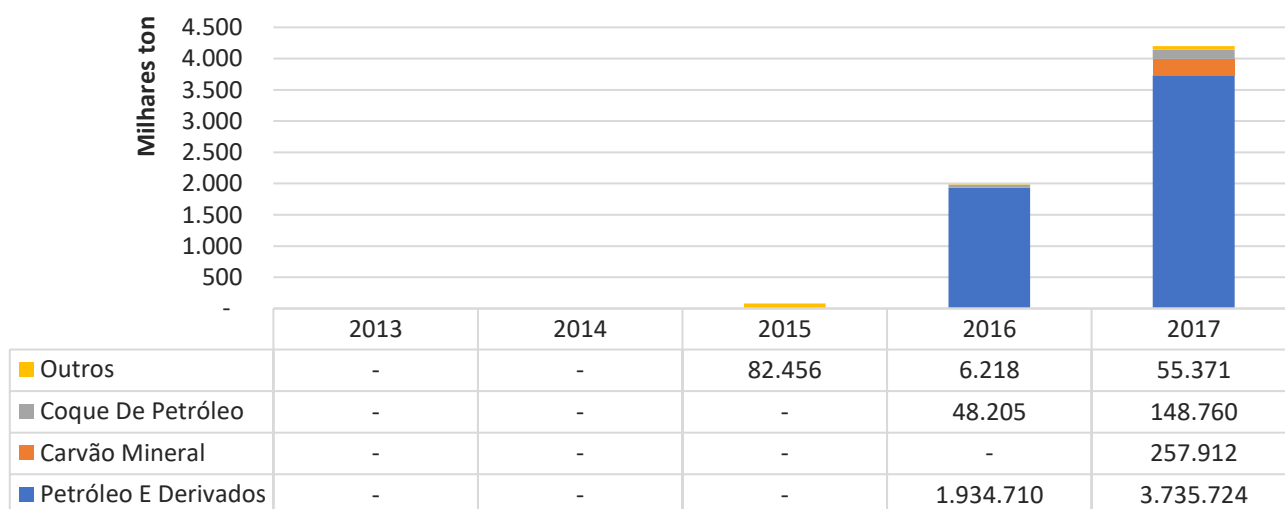 Milhares ton
4.500
4.000
3.500
3.000
2.500
2.000
1.500
1.000
500
-
2013 2014 2015 2016 2017
Outros - - 82.456 6.218 55.371
Coque De Petróleo - - - 48.205 148.760
Carvão Mineral - - - - 257.912
Petróleo E Derivados - - - 1.934.710 3.735.724